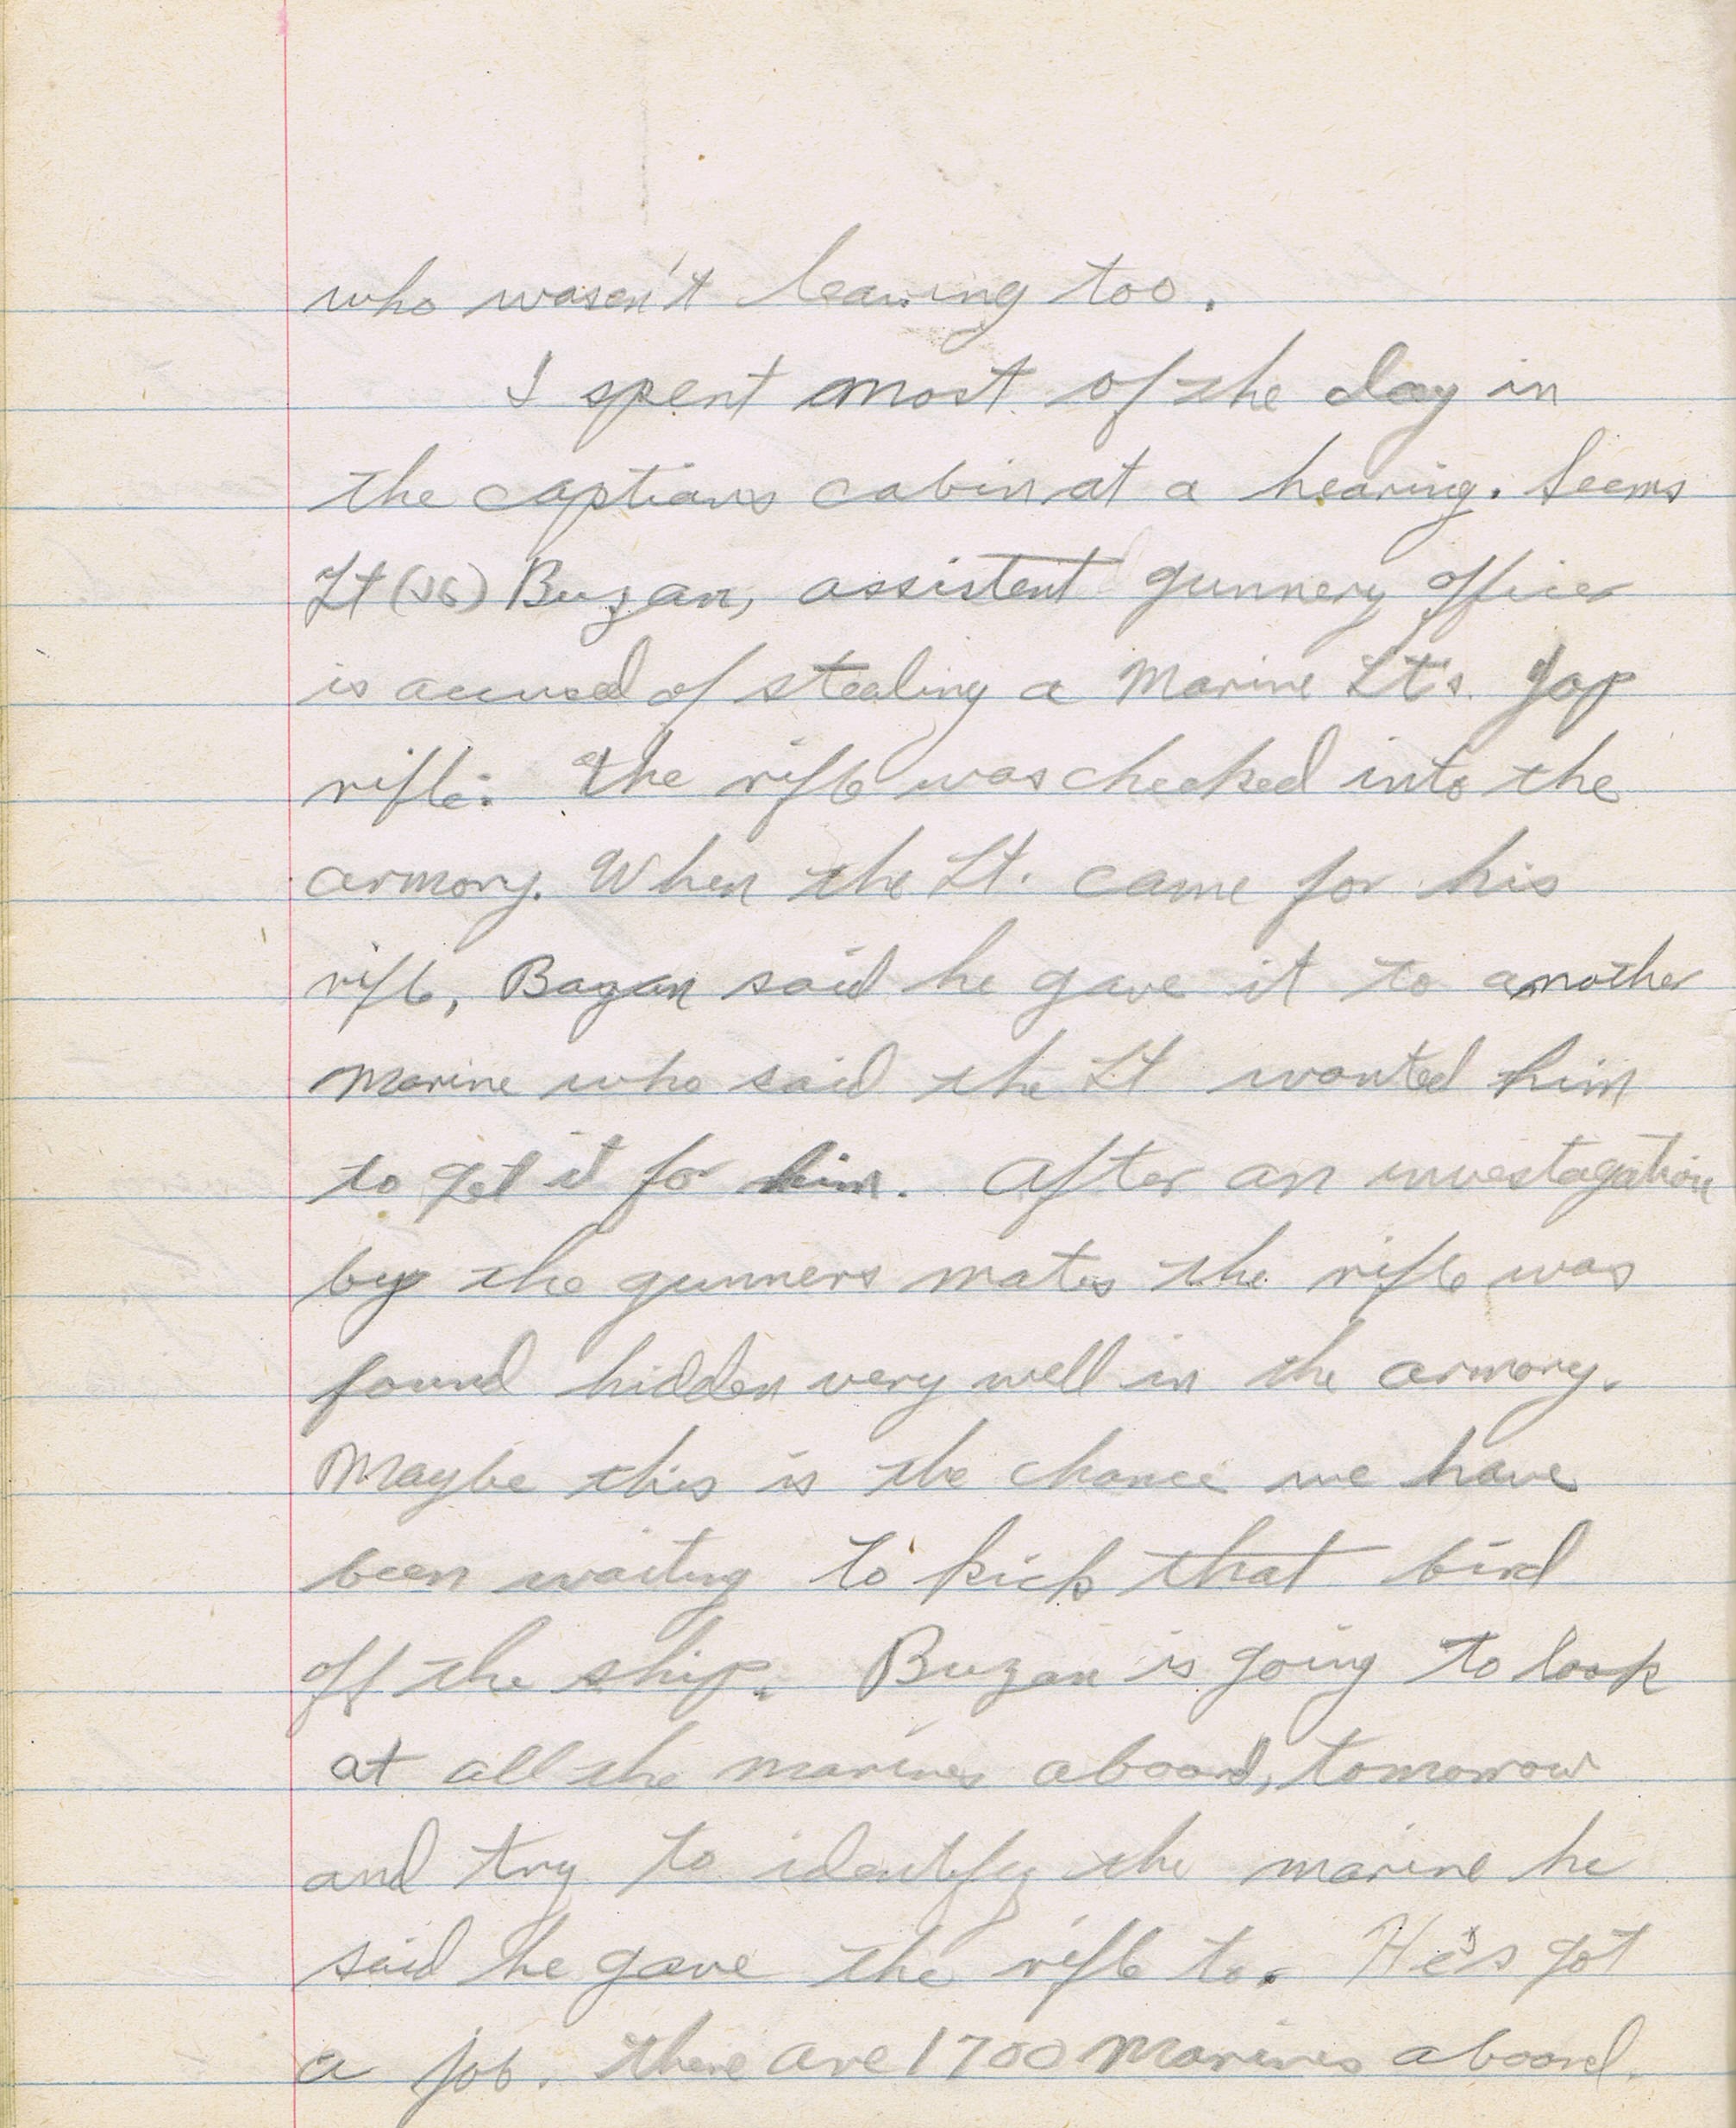 who wasen't leaving too.
I spent most of the day in
the captians cabin at a hearing. Seems
Lt (JG) Buzan, assistent gunnery officer
is accused of stealing a Marine Lt's. Jap
rifle. The rifle was checked into the
armory. When the Lt. came for his
rifle, Bazan said he gave it to another
marine who said the Lt wanted him
to get it for him. After an investagation
by the gunners mates the rifle was
found hidden very well in the armory.
Maybe this is the chance we have
been waiting to kick that bird
off the ship. Buzan is going to look
at all the marines aboard, tomorrow
and try to identify the marine he
said he gave the rifle to. He's got
a job. There are 1700 Marines aboard.